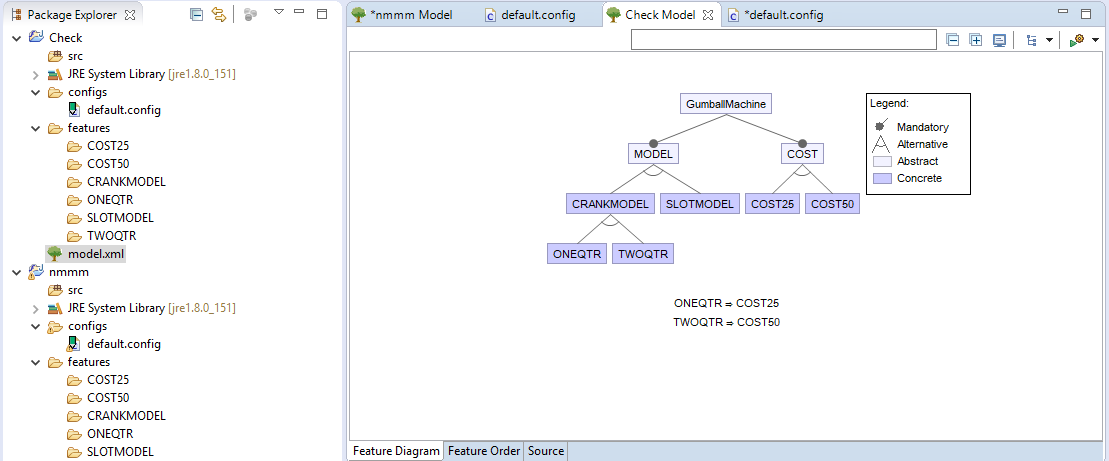 Package Explorer
Check
src
JRE System Library [jre1.8.0_151]
configs
default.config
features
COST25
COST50
CRANKMODEL
ONEQTR
SLOTMODEL
TWOQTR
model.xml
nmmm
src
JRE System Library [jre1.8.0_151]
configs
default.config
features
COST25
COST50
CRANKMODEL
ONEQTR
SLOTMODEL
*nmmm Model default.config Check Model *default.config
GumballMachine
MODEL COST
CRANKMODEL SLOTMODEL COST25 COST50
ONEQTR TWOQTR
ONEQTR ⇒ COST25
TWOQTR ⇒ COST50
Legend:
Mandatory
Alternative
Abstract
Concrete
Feature Diagram Feature Order Source